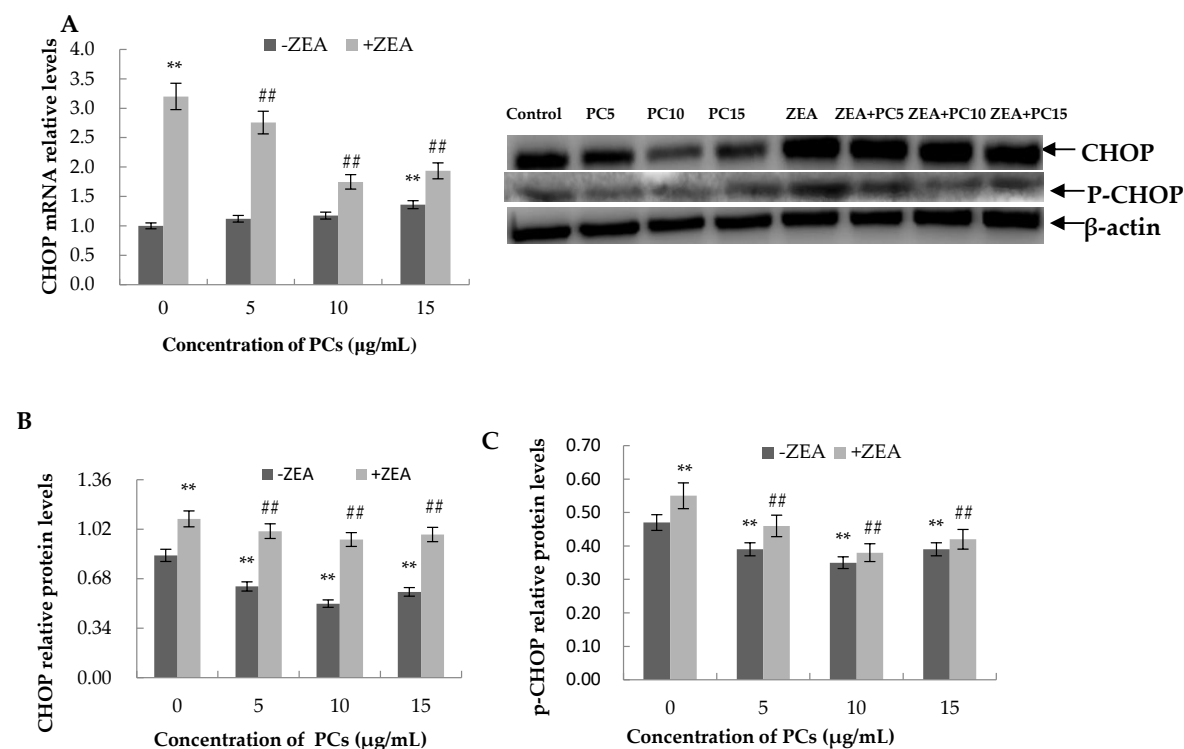 A
-ZEA +ZEA
CHOP mRNA relative levels
4.0
3.5
3.0
2.5
2.0
1.5
1.0
0.5
0.0
** ## ## ** ##
0 5 10 15
Concentration of PCs (µg/mL)
Control PC5 PC10 PC15 ZEA ZEA+PC5 ZEA+PC10 ZEA+PC15
CHOP
P-CHOP
β-actin
B
-ZEA +ZEA
CHOP relative protein levels
1.36
1.02
0.68
0.34
0.00
** ** ## ** ## ** ##
0 5 10 15
Concentration of PCs (µg/mL)
C
-ZEA +ZEA
p-CHOP relative protein levels
0.70
0.60
0.50
0.40
0.30
0.20
0.10
0.00
** ** ## ** ## ** ##
0 5 10 15
Concentration of PCs (µg/mL)